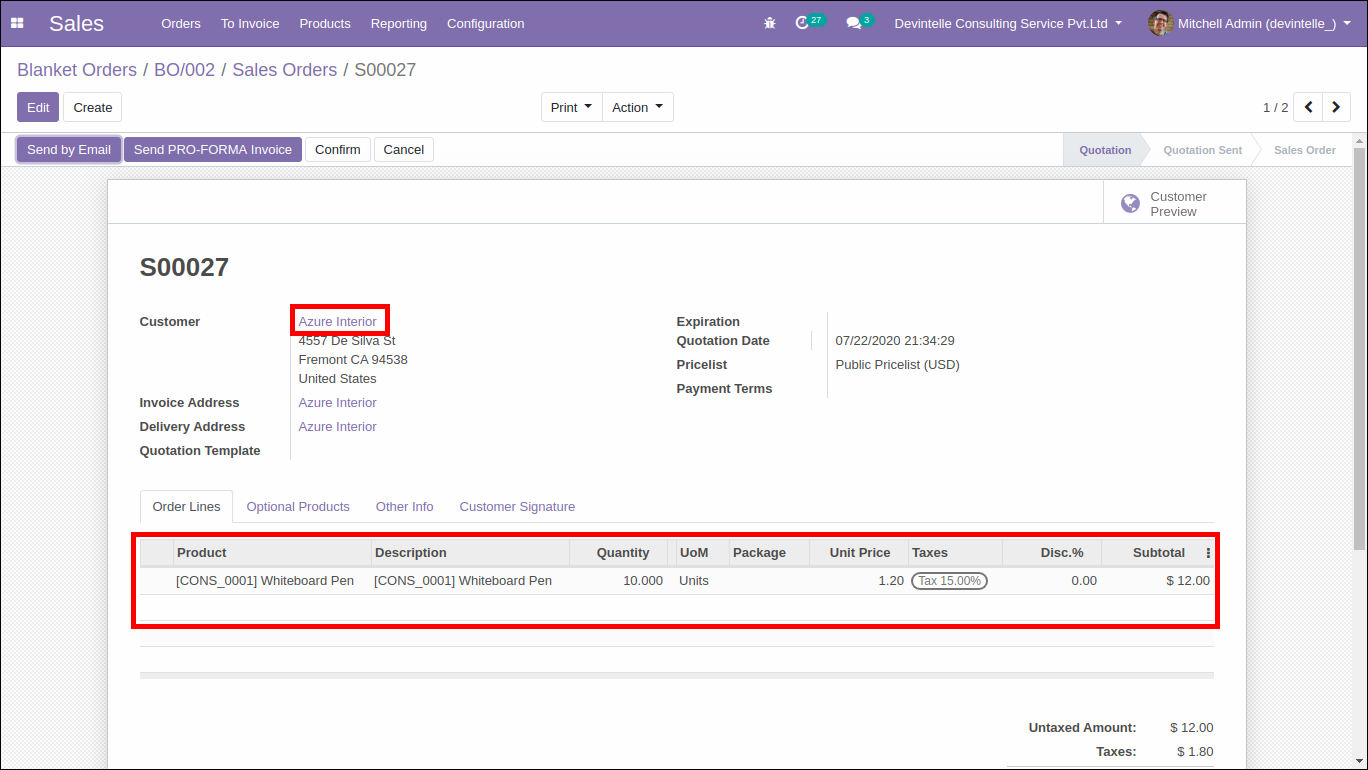 Sales Orders To Invoice Products Reporting Configuration 27 3 Devintelle Consulting Service Pvt.Ltd Mitchell Admin (devintelle_)
Blanket Orders / BO/002 / Sales Orders / S00027
Edit Create Print Action 1 / 2
Send by Email Send PRO-FORMA Invoice Confirm Cancel Quotation Quotation Sent Sales Order
Customer
Preview
S00027
Customer Azure Interior
4557 De Silva St
Fremont CA 94538
United States
Invoice Address Azure Interior
Delivery Address Azure Interior
Quotation Template
Expiration
Quotation Date 07/22/2020 21:34:29
Pricelist Public Pricelist (USD)
Payment Terms
Order Lines Optional Products Other Info Customer Signature
Product Description Quantity UoM Package Unit Price Taxes Disc.% Subtotal
[CONS_0001] Whiteboard Pen [CONS_0001] Whiteboard Pen 10.000 Units 1.20 Tax 15.00% 0.00 $ 12.00
Untaxed Amount: $ 12.00
Taxes: $ 1.80